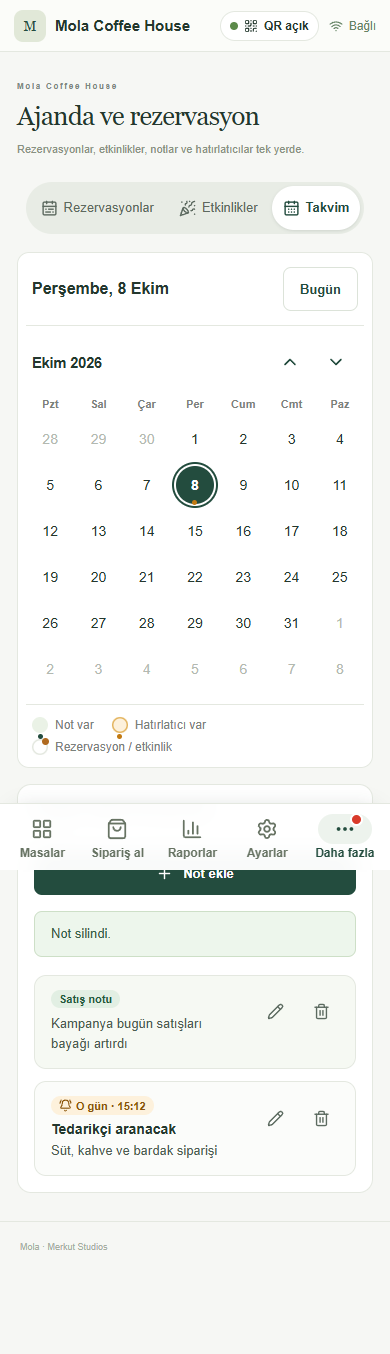 M Mola Coffee House QR açık Bağlı
Mola Coffee House
Ajanda ve rezervasyon
Rezervasyonlar, etkinlikler, notlar ve hatırlatıcılar tek yerde.
Rezervasyonlar Etkinlikler Takvim
Perşembe, 8 Ekim Bugün
Ekim 2026
Pzt Sal Çar Per Cum Cmt Paz
28 29 30 1 2 3 4
5 6 7 8 9 10 11
12 13 14 15 16 17 18
19 20 21 22 23 24 25
26 27 28 29 30 31 1
2 3 4 5 6 7 8
Not var Hatırlatıcı var
Rezervasyon / etkinlik
Masalar Sipariş al Raporlar Ayarlar Daha fazla
Not ekle
Not silindi.
Satış notu
Kampanya bugün satışları
bayağı artırdı
O gün · 15:12
Tedarikçi aranacak
Süt, kahve ve bardak siparişi
Mola · Merkut Studios